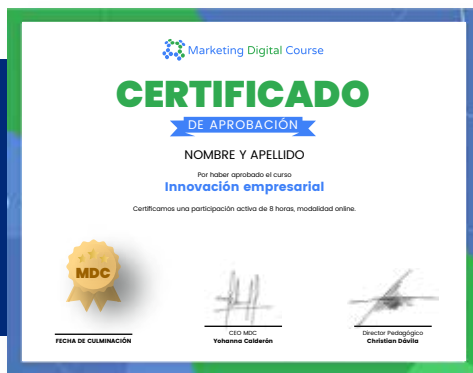 Marketing Digital Course
CERTIFICADO
DE APROBACIÓN
NOMBRE Y APELLIDO
Por haber aprobado el curso
Innovación empresarial
Certificamos una participación activa de 8 horas, modalidad online.
MDC
FECHA DE CULMINACIÓN
CEO MDC
Yohanna Calderón
Director Pedagógico
Christian Dávila